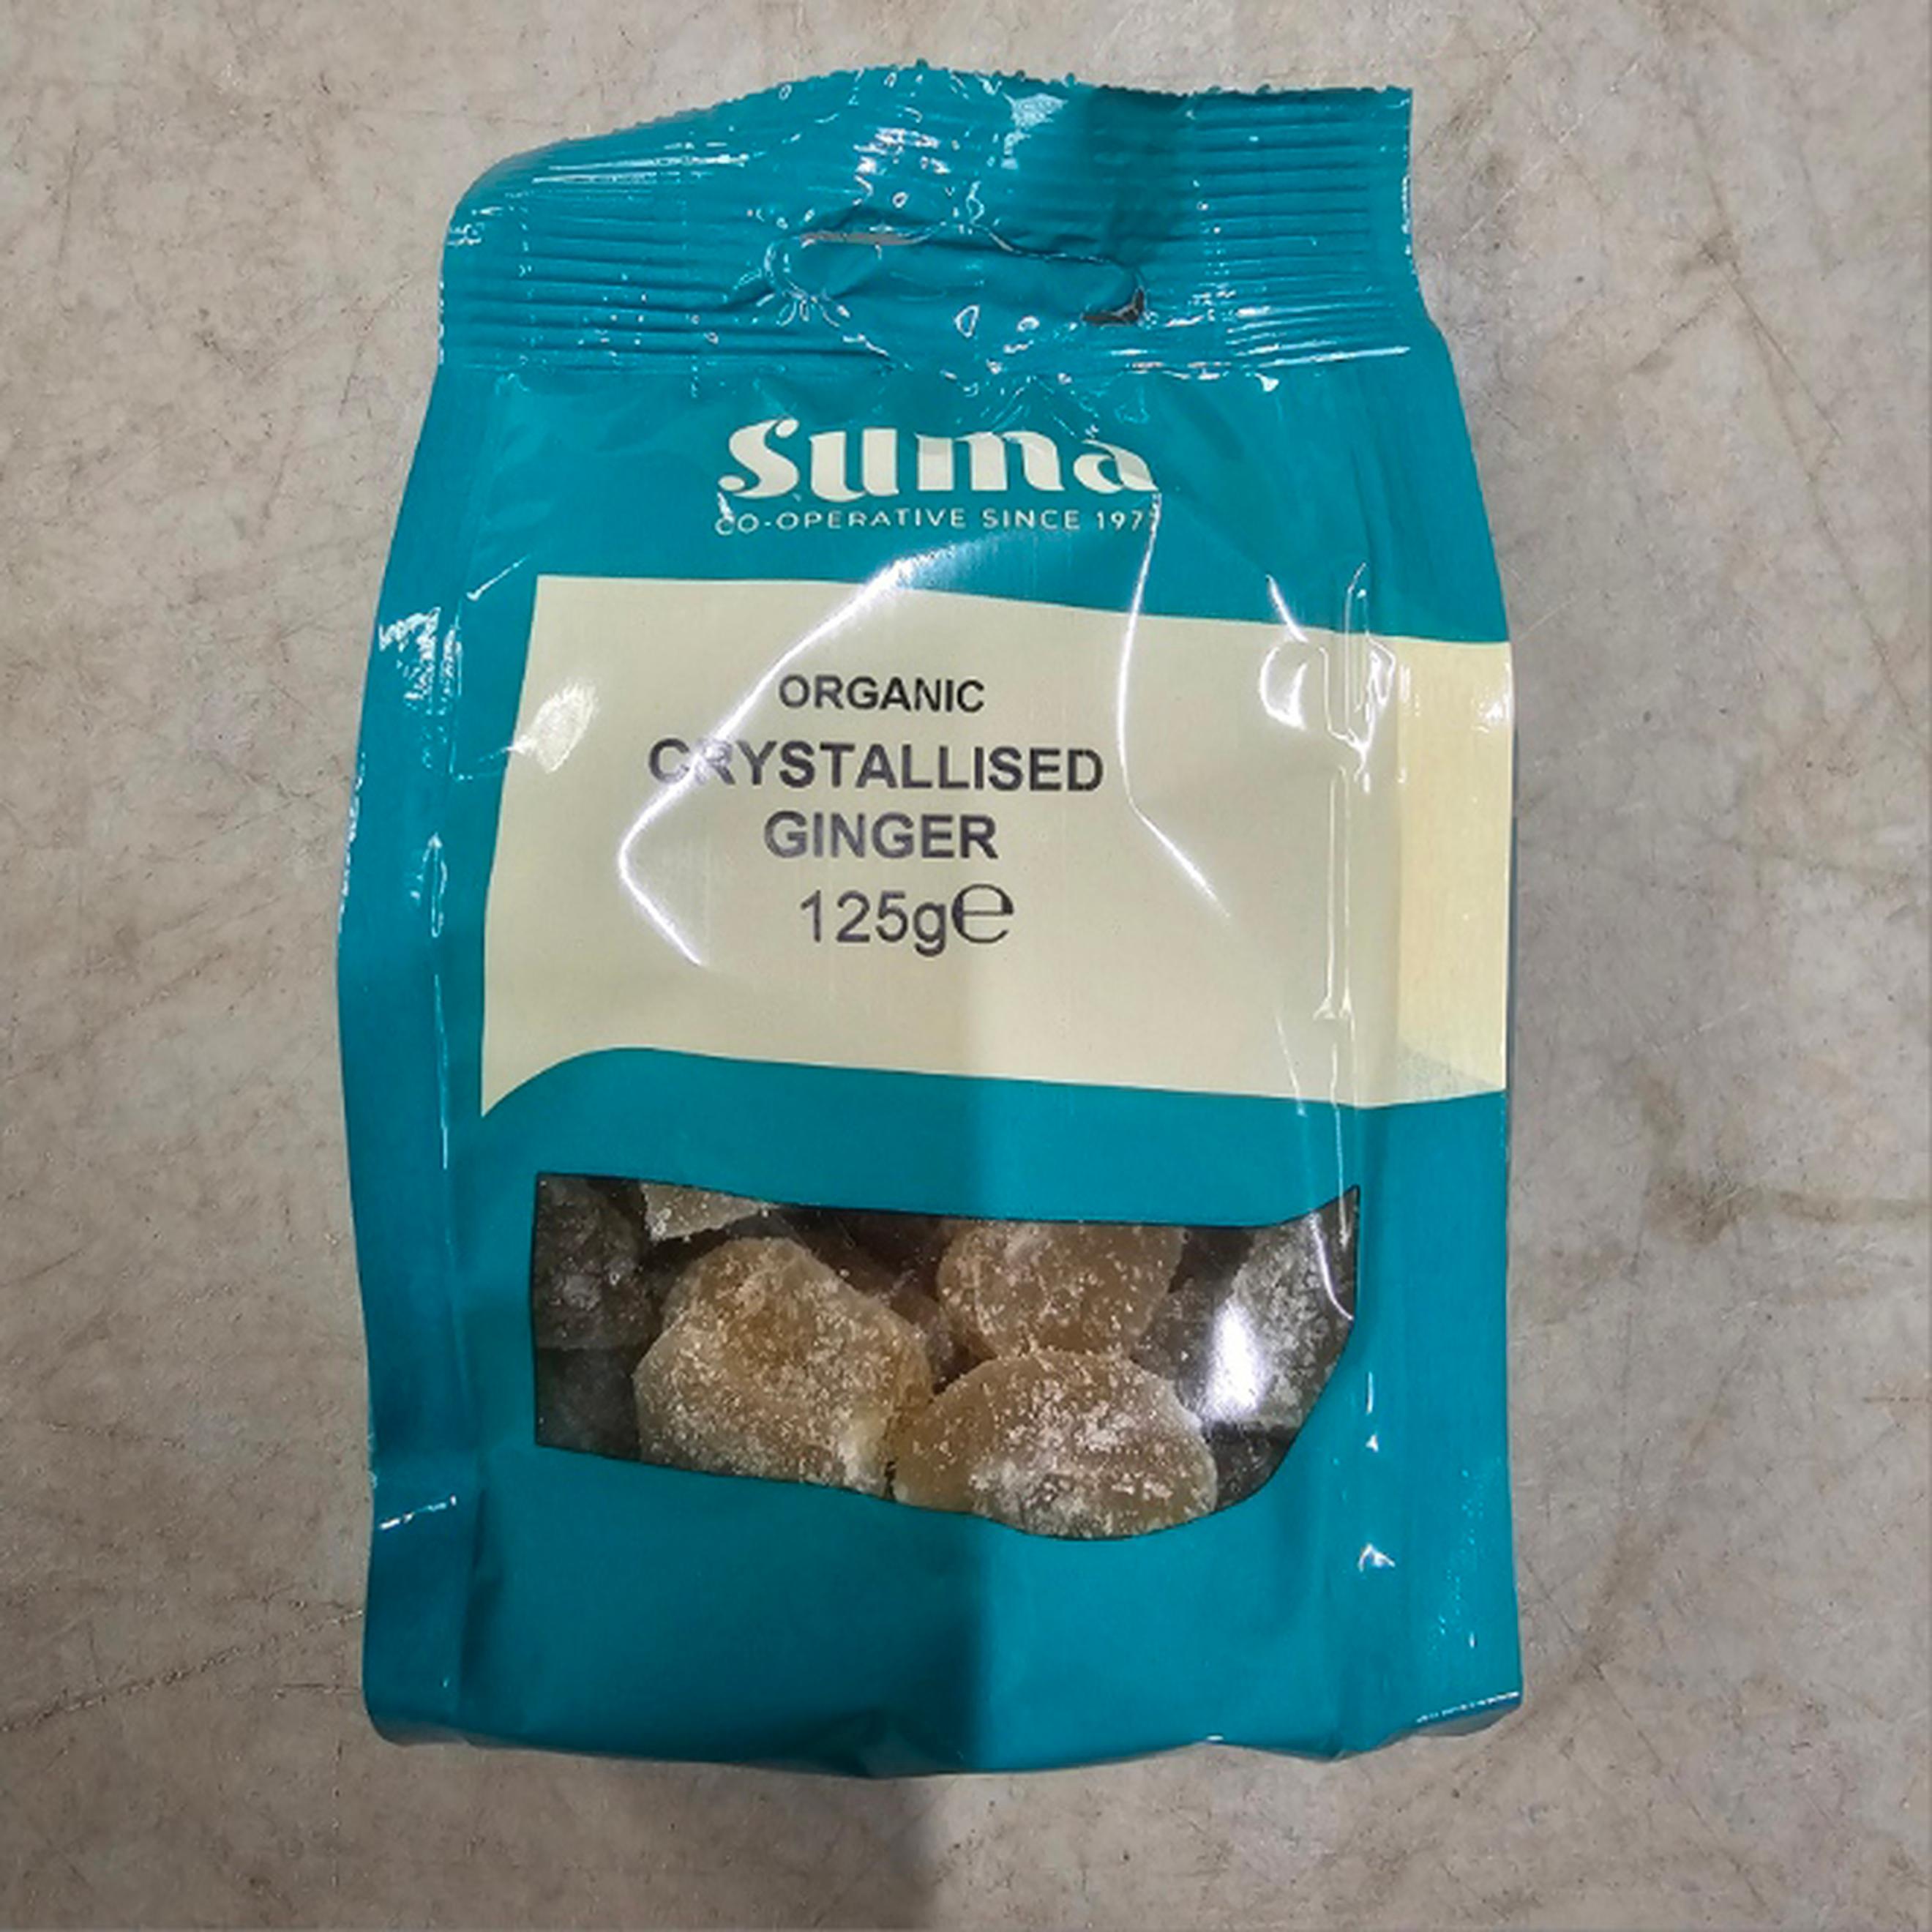 suma
CO-OPERATIVE SINCE 1977
ORGANIC
CRYSTALLISED
GINGER
125g℮